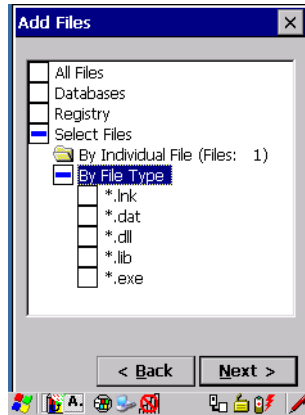 Add Files
All Files
Databases
Registry
Select Files
By Individual File (Files: 1)
By File Type
*.lnk
*.dat
*.dll
*.lib
*.exe
< Back Next >
A.